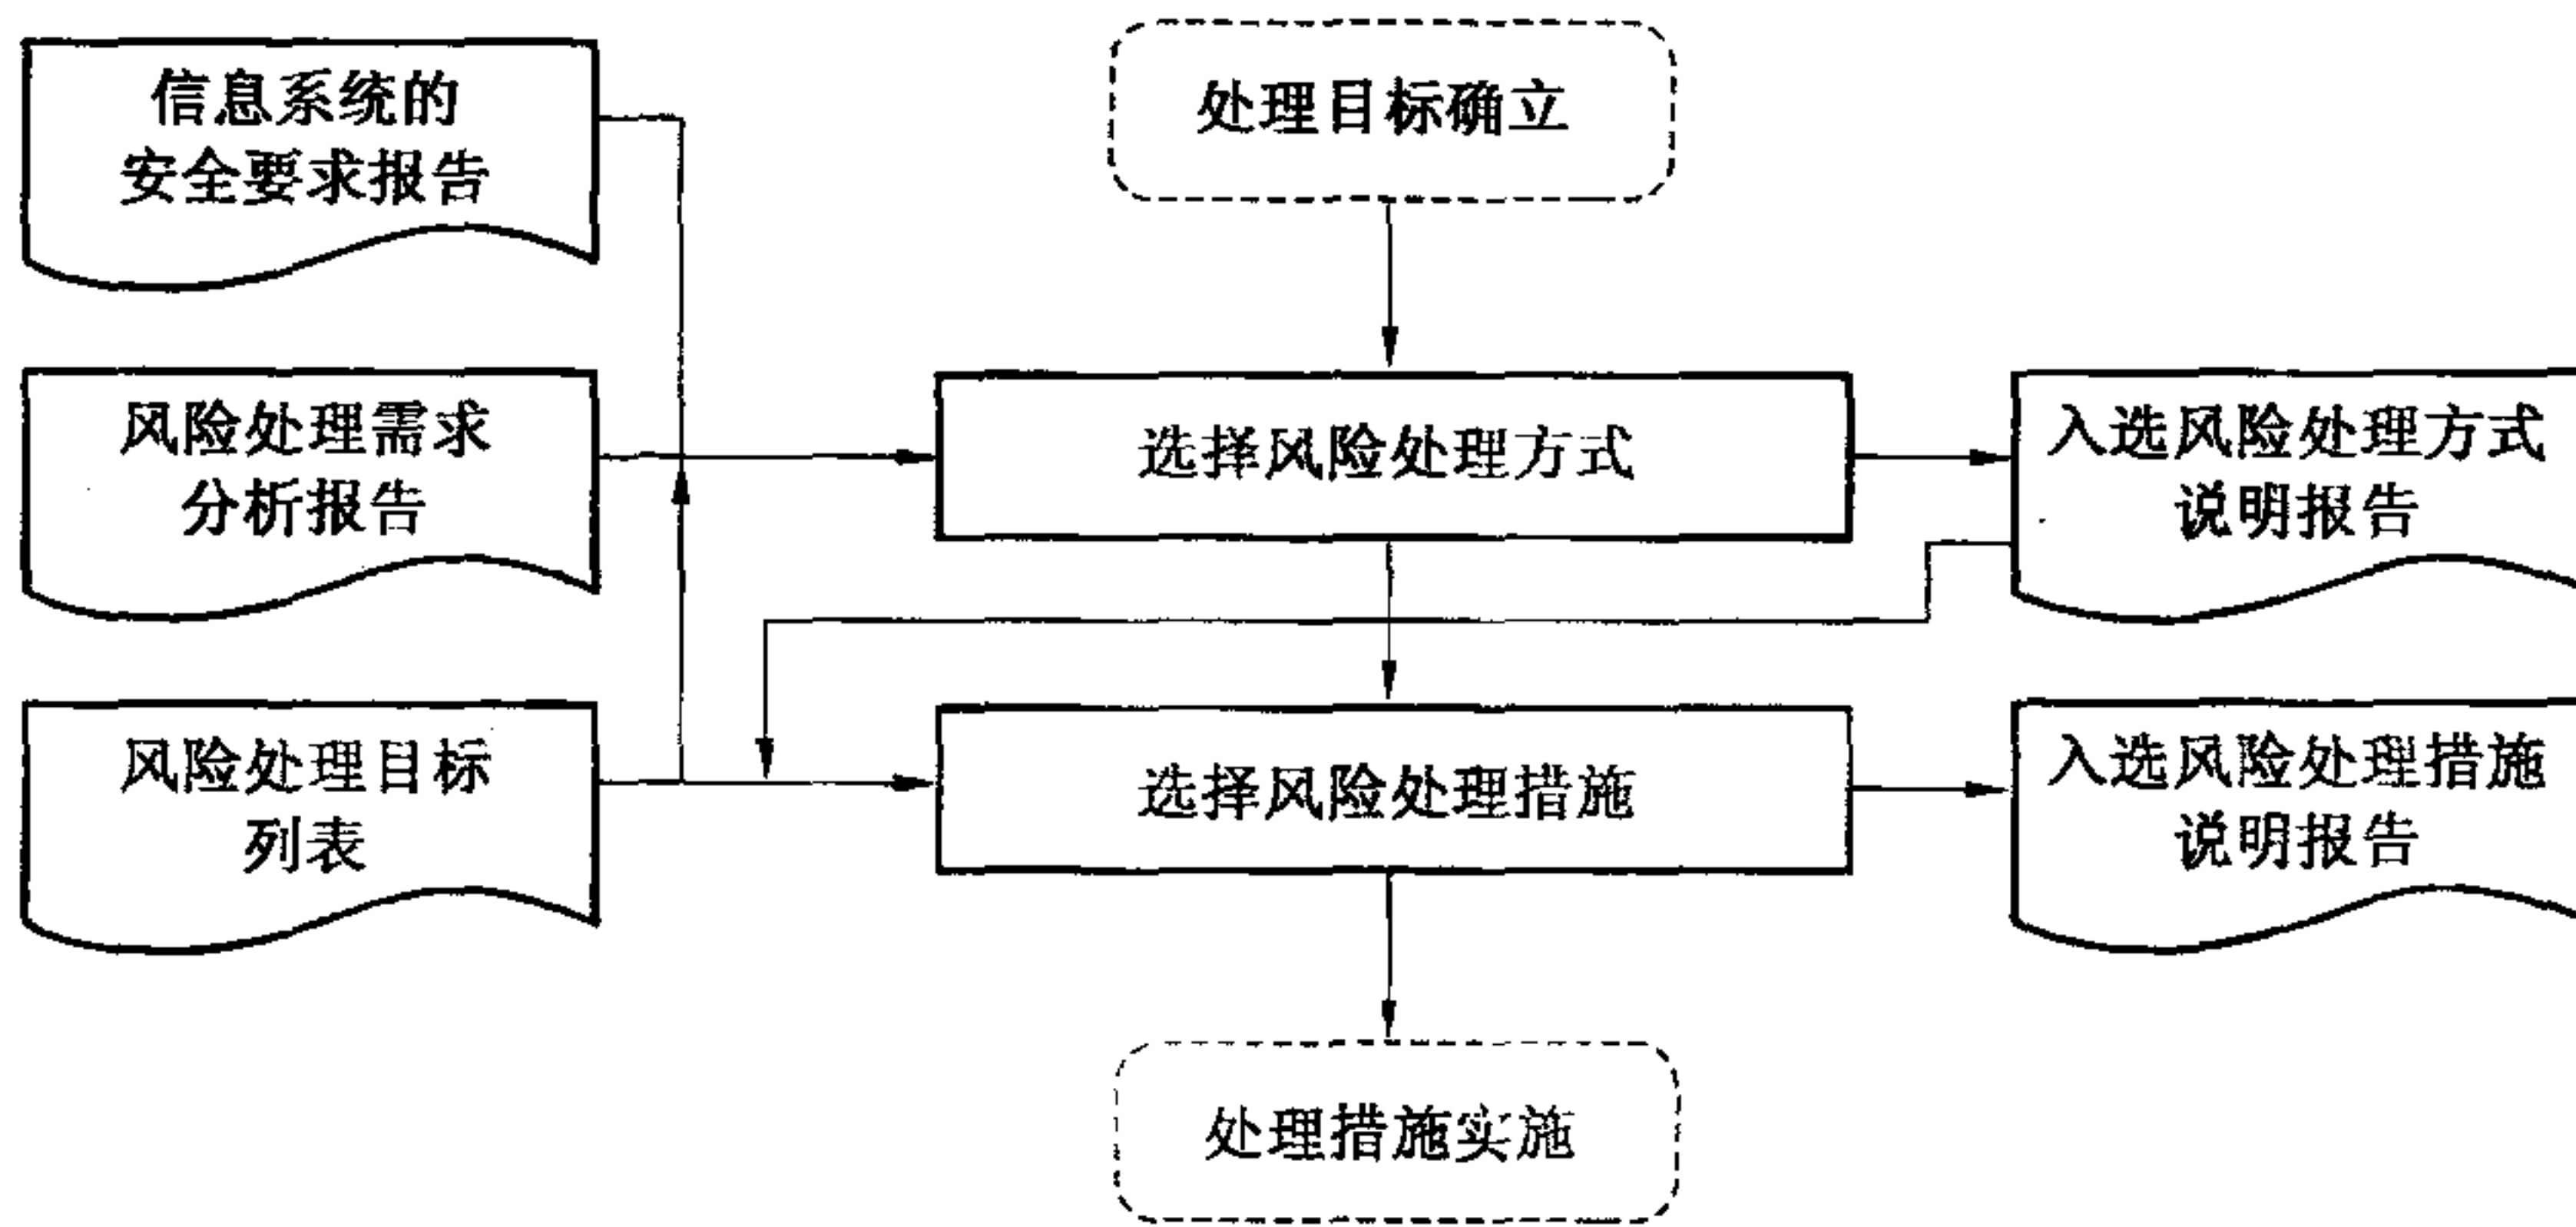 信息系统的
安全要求报告
处理目标确立
风险处理需求
分析报告
选择风险处理方式
入选风险处理方式
说明报告
风险处理目标
列表
选择风险处理措施
入选风险处理措施
说明报告
处理措施实施